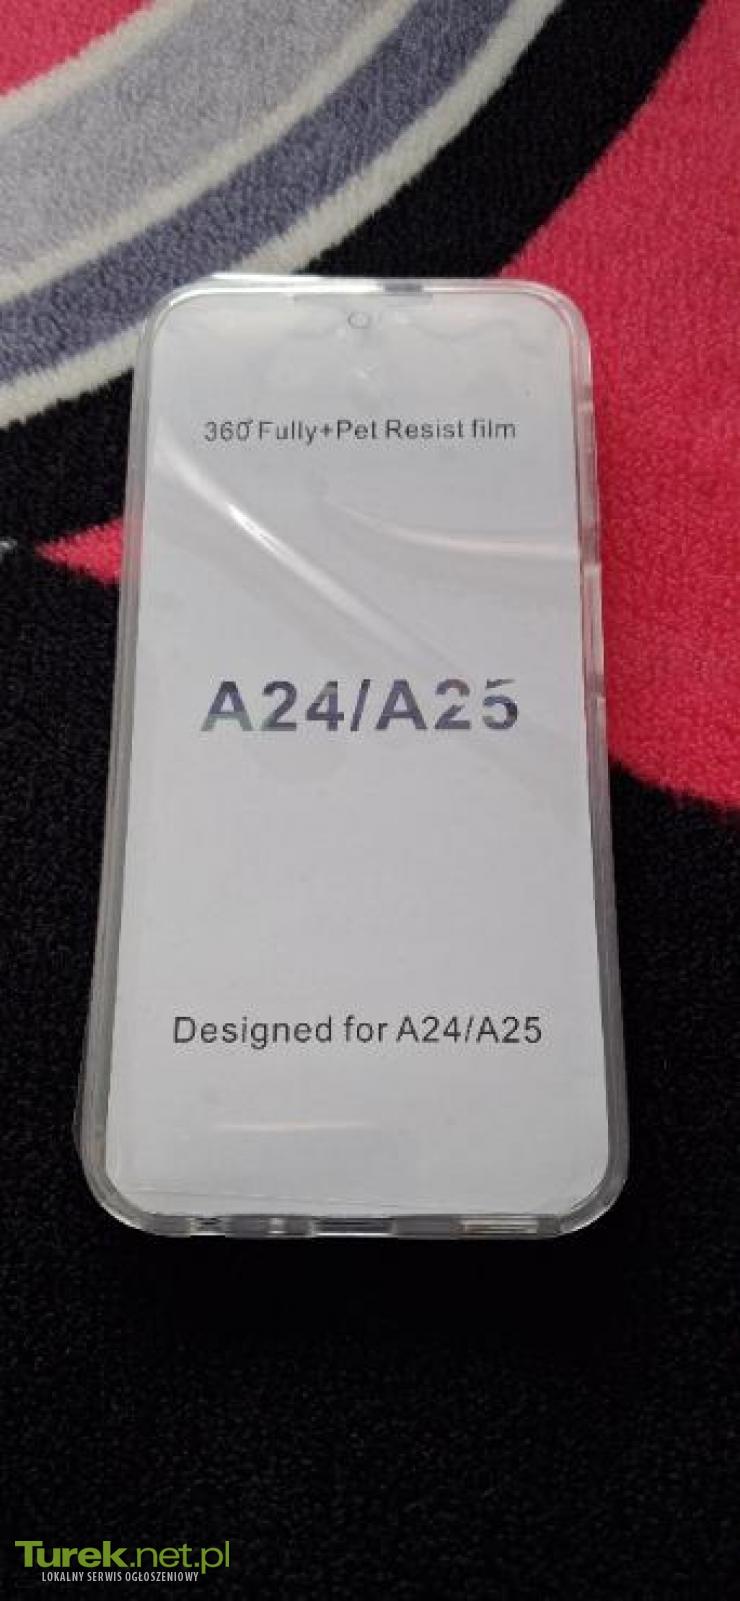 360° Fully+Pet Resist film
A24/A25
Designed for A24/A25
Turek.net.pl
LOKALNY SERWIS OGŁOSZENIOWY